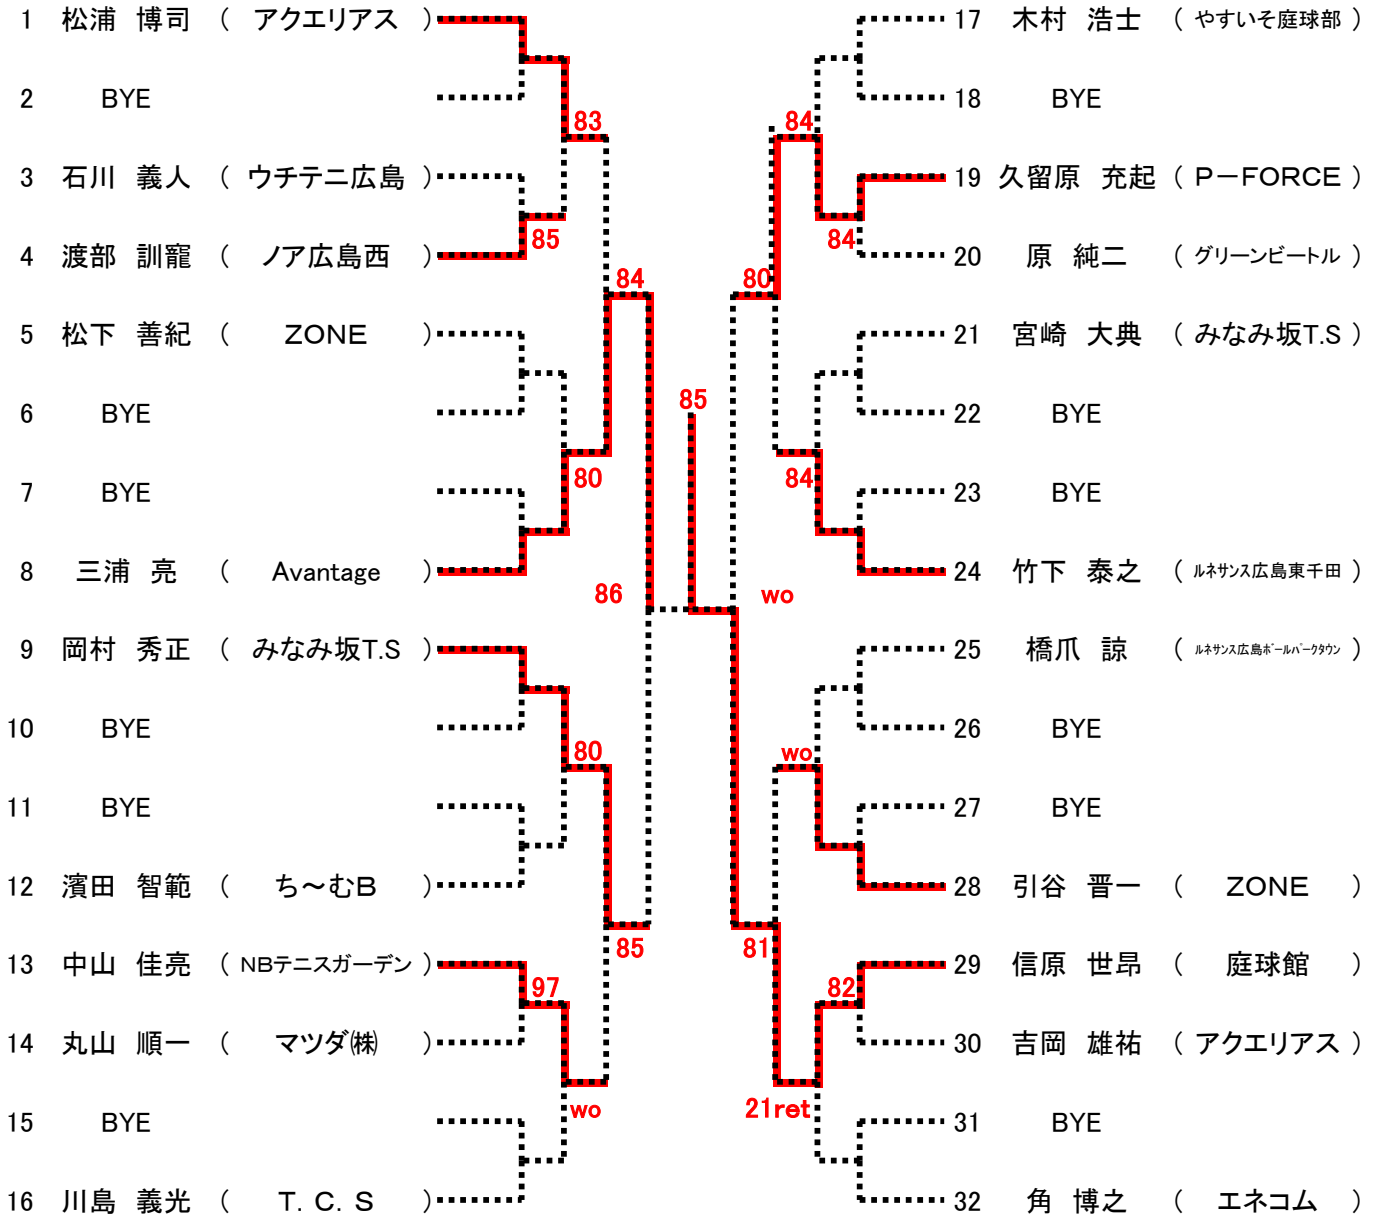 1 松浦 博司 ( アクエリアス )
2 BYE
83
3 石川 義人 ( ウチテニ広島 )
85
4 渡部 訓寵 ( ノア広島西 )
84
5 松下 善紀 ( ZONE )
6 BYE
80
7 BYE
8 三浦 亮 ( Avantage )
86
9 岡村 秀正 ( みなみ坂T.S )
10 BYE
80
11 BYE
12 濱田 智範 ( ち～むB )
85
13 中山 佳亮 ( NBテニスガーデン )
97
14 丸山 順一 ( マツダ㈱ )
wo
15 BYE
16 川島 義光 ( T. C. S )
85
17 木村 浩士 ( やすいそ庭球部 )
18 BYE
84
19 久留原 充起 ( P－FORCE )
84
20 原 純二 ( グリーンビートル )
80
21 宮崎 大典 ( みなみ坂T.S )
22 BYE
84
23 BYE
24 竹下 泰之 ( ルネサンス広島東千田 )
wo
25 橋爪 諒 ( ルネサンス広島ボールパークタウン )
26 BYE
wo
27 BYE
28 引谷 晋一 ( ZONE )
81
29 信原 世昂 ( 庭球館 )
82
30 吉岡 雄祐 ( アクエリアス )
21ret
31 BYE
32 角 博之 ( エネコム )